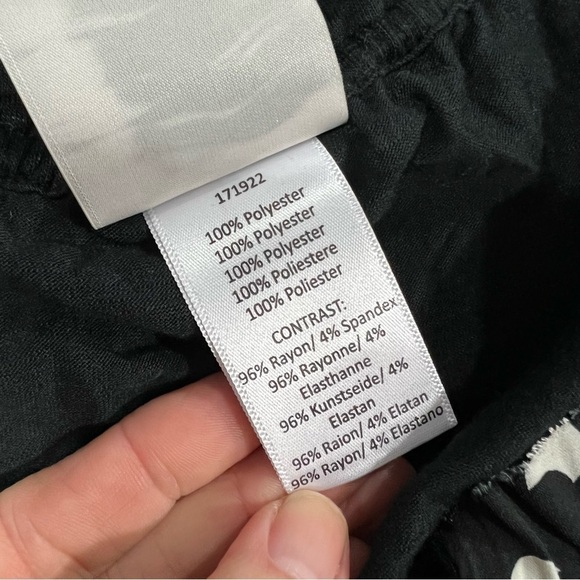 171922
100% Polyester
100% Polyester
100% Polyester
100% Poliestere
100% Poliester
CONTRAST:
96% Rayon/ 4% Spandex
96% Rayonne/ 4%
Elasthanne
96% Kunstseide/ 4%
Elastan
96% Raion/ 4% Elatan
96% Rayon/ 4% Elastano